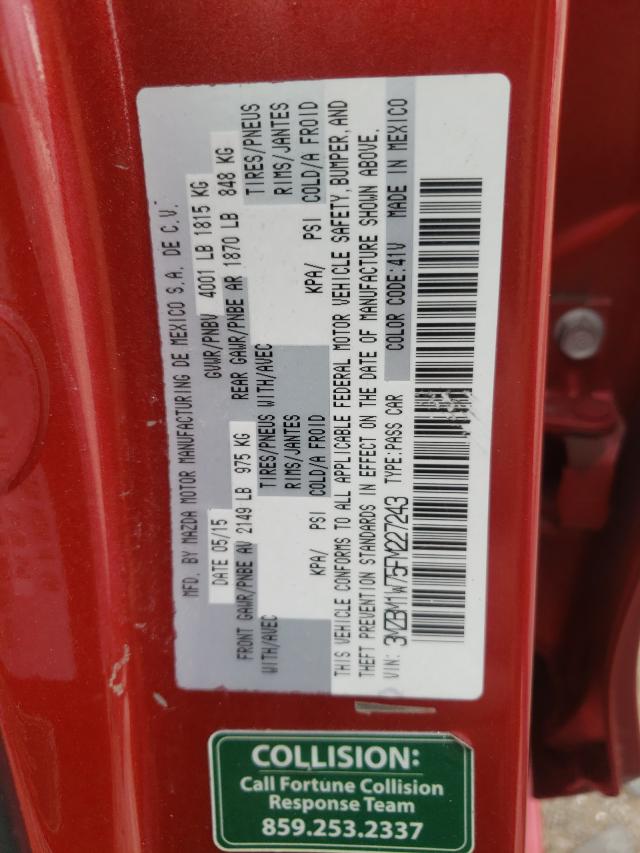 MFD. BY MAZDA MOTOR MANUFACTURING DE MEXICO S.A. DE C.V.
DATE 05/15 GVWR/PNBV 4001 LB 1815 KG
FRONT GAWR/PNBE AV 2149 LB 975 KG REAR GAWR/PNBE AR 1870 LB 848 KG
WITH/AVEC TIRES/PNEUS WITH/AVEC TIRES/PNEUS
RIMS/JANTES RIMS/JANTES
KPA/ PSI COLD/A FROID KPA/ PSI COLD/A FROID
THIS VEHICLE CONFORMS TO ALL APPLICABLE FEDERAL MOTOR VEHICLE SAFETY, BUMPER, AND
THEFT PREVENTION STANDARDS IN EFFECT ON THE DATE OF MANUFACTURE SHOWN ABOVE.
VIN: 3MZBM1W75FM227243 TYPE:PASS CAR COLOR CODE:41V MADE IN MEXICO
COLLISION:
Call Fortune Collision
Response Team
859.253.2337